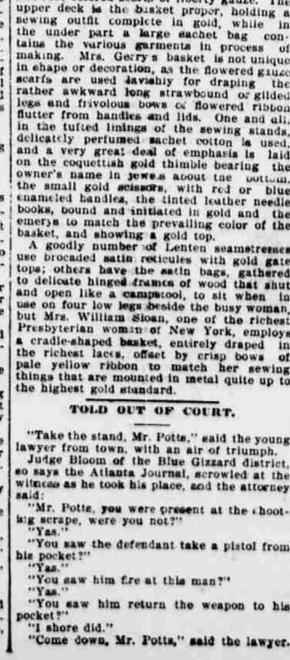 upper deck is the basket proper, holding a
sewing outfit complete in gold, while in
the under part a large sachet bag con-
tains the various garments in process of
making. Mrs. Gerry's basket is not unique
in shape or decoration, as the flowered gauze
scarfs are used lavishly for draping the
rather awkward long strawbound or gilded
legs and frivolous bows of flowered ribbon
flutter from handles and lids. One and all,
in the tufted linings of the sewing stands,
delicately perfumed sachet cotton is used,
and a very great deal of emphasis is laid
on the coquettish gold thimble bearing the
owner's name in jewels about the bottom,
the small gold scissors, with red or blue
enameled handles, the tinted leather needle
books, bound and initiated in gold and the
emerys to match the prevailing color of the
basket, and showing a gold top.
A goodly number of Lenten seamstresses
use brocaded satin reticules with gold gate
tops; others have the satin bags, gathered
to delicate hinged frames of wood that shut
and open like a campstool, to sit when in
use on four low legs beside the busy woman,
but Mrs. William Sloan, one of the richest
Presbyterian woman of New York, employs
a cradle-shaped basket, entirely draped in
the richest laces, offset by crisp bows of
pale yellow ribbon to match her sewing
things that are mounted in metal quite up to
the highest gold standard.
TOLD OUT OF COURT.
"Take the stand, Mr. Potts," said the young
lawyer from town, with an air of triumph.
Judge Bloom of the Blue Gizzard district,
so says the Atlanta Journal, scrowled at the
witness as he took his place, and the attorney
said:
"Mr. Potts, you were present at the shoot-
ing scrape, were you not?"
"Yas."
"You saw the defendant take a pistol from
his pocket?"
"Yas."
"You saw him fire at this man?"
"Yas."
"You saw him return the weapon to his
pocket?"
"I shore did."
"Come down, Mr. Potts," said the lawyer.